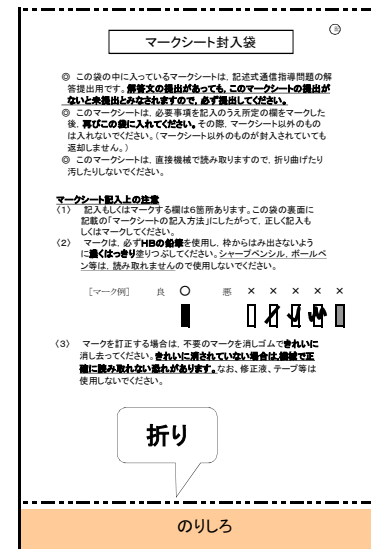 マークシート封入袋
◎ この袋の中に入っているマークシートは，記述式通信指導問題の解
答提出用です。解答文の提出があっても，このマークシートの提出が
ないと未提出とみなされますので，必ず提出してください。
◎ このマークシートは，必要事項を記入のうえ所定の欄をマークした
後，再びこの袋に入れてください。その際，マークシート以外のもの
は入れないでください。（マークシート以外のものが封入されていても
返却しません。）
◎ このマークシートは，直接機械で読み取りますので，折り曲げたり
汚したりしないでください。
マークシート記入上の注意
〈1〉 記入もしくはマークする欄は6箇所あります。この袋の裏面に
記載の「マークシートの記入方法」にしたがって，正しく記入も
しくはマークしてください。
〈2〉 マークは，必ずHBの鉛筆を使用し，枠からはみ出さないよう
に濃くはっきり塗りつぶしてください。シャープペンシル，ボールペ
ン等は，読み取れませんので使用しないでください。
［マーク例］ 良 ○ 悪 × × × × ×
〈3〉 マークを訂正する場合は，不要のマークを消しゴムできれいに
消し去ってください。きれいに消されていない場合は，機械で正
確に読み取れない恐れがあります。なお，修正液、テープ等は
使用しないでください。
折り
のりしろ